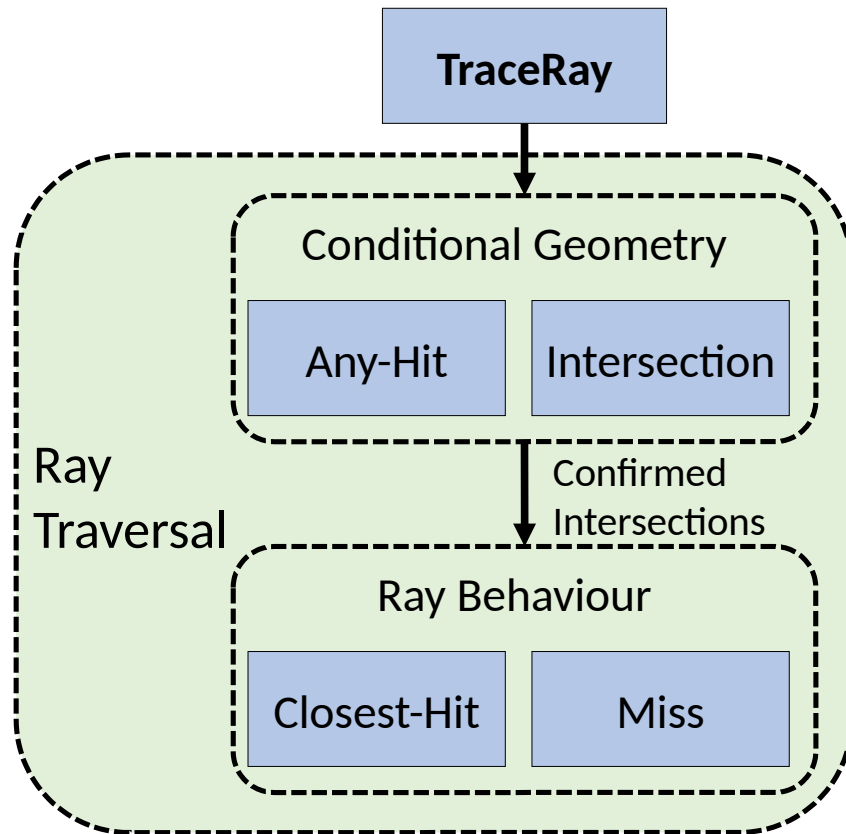 TraceRay
Conditional Geometry
Any-Hit
Intersection
Confirmed
Intersections
Ray
Traversal
Ray Behaviour
Closest-Hit
Miss